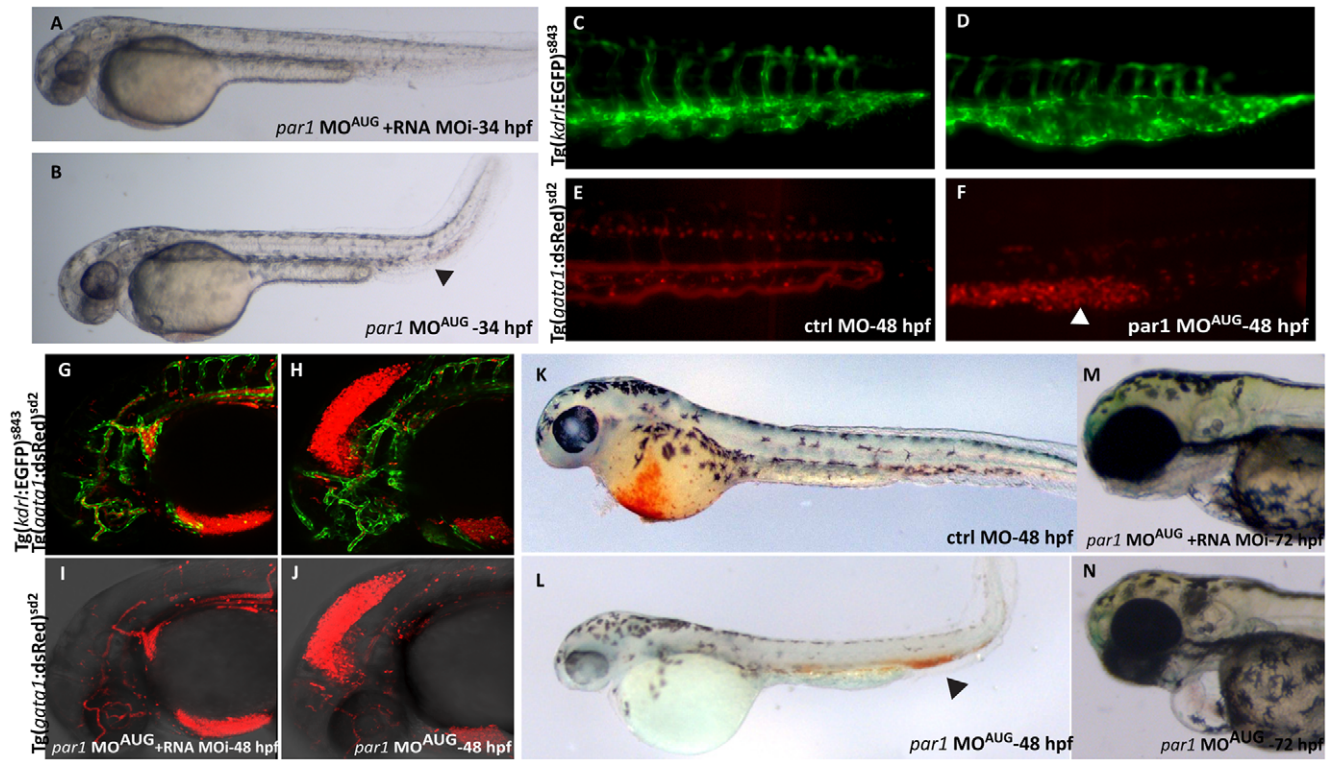 A
par1 MOAUG +RNA MOi-34 hpf
B
par1 MOAUG -34 hpf
Tg(kdrl:EGFP)s843
C
D
Tg(gata1:dsRed)sd2
E
ctrl MO-48 hpf
F
par1 MOAUG-48 hpf
Tg(kdrl:EGFP)s843
Tg(gata1:dsRed)sd2
G
H
Tg(gata1:dsRed)sd2
I
par1 MOAUG+RNA MOi-48 hpf
J
par1 MOAUG-48 hpf
K
ctrl MO-48 hpf
L
par1 MOAUG-48 hpf
M
par1 MOAUG +RNA MOi-72 hpf
N
par1 MOAUG-72 hpf